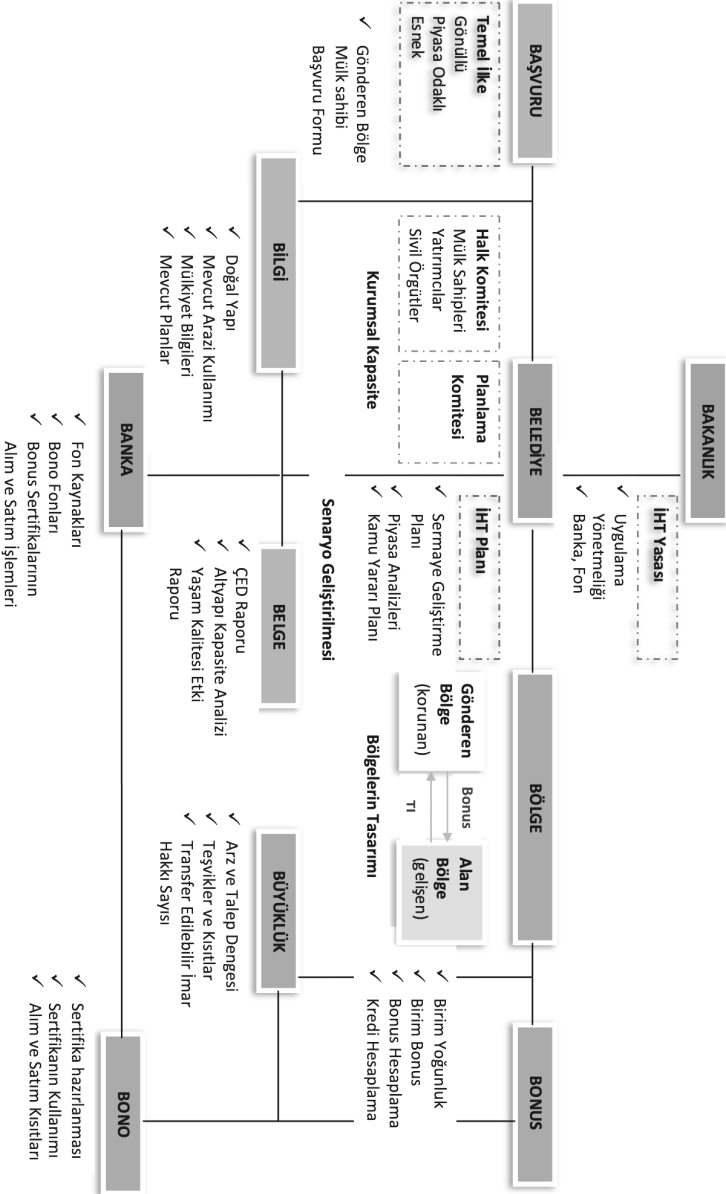 BAKANLIK
İHT Yasası
✓ Uygulama
Yönetmeliği
✓ Banka, Fon
BAŞVURU
BELEDİYE
BÖLGE
BONUS
Temel İlke
Gönüllü
Piyasa Odaklı
Esnek
✓ Gönderen Bölge
Mülk sahibi
Başvuru Formu
Halk Komitesi
Mülk Sahipleri
Yatırımcılar
Sivil Örgütler
Planlama
Komitesi
Kurumsal Kapasite
İHT Planı
✓ Sermaye Geliştirme
Planı
✓ Piyasa Analizleri
✓ Kamu Yararı Planı
Gönderen
Bölge
(korunan)
Bonus
TI
Alan
Bölge
(gelişen)
Bölgelerin Tasarımı
✓ Birim Yoğunluk
✓ Birim Bonus
✓ Bonus Hesaplama
✓ Kredi Hesaplama
Senaryo Geliştirilmesi
BİLGİ
✓ Doğal Yapı
✓ Mevcut Arazi Kullanımı
✓ Mülkiyet Bilgileri
✓ Mevcut Planlar
BELGE
✓ ÇED Raporu
✓ Altyapı Kapasite Analizi
✓ Yaşam Kalitesi Etki
Raporu
BÜYÜKLÜK
✓ Arz ve Talep Dengesi
✓ Teşvikler ve Kısıtlar
✓ Transfer Edilebilir İmar
Hakkı Sayısı
BANKA
✓ Fon Kaynakları
✓ Bono Fonları
✓ Bonus Sertifikalarının
Alım ve Satım İşlemleri
BONO
✓ Sertifika hazırlanması
✓ Sertifikanın Kullanımı
✓ Alım ve Satım Kısıtları